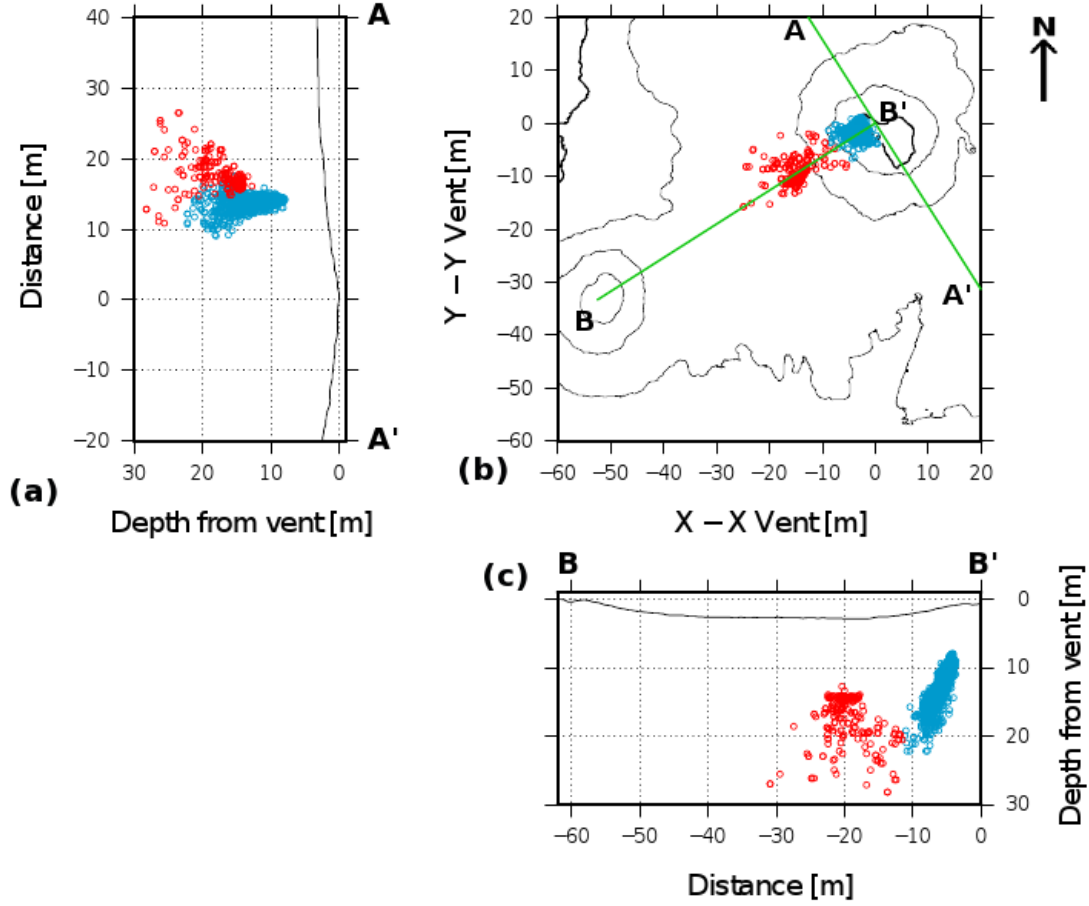 40
30
20
10
0
−10
−20
Distance [m]
A
A'
30 20 10 0
Depth from vent [m]
(a)
20
10
0
−10
−20
−30
−40
−50
−60
Y − Y Vent [m]
A
B'
B
A'
N
−60 −50 −40 −30 −20 −10 0 10 20
X − X Vent [m]
(b)
B
B'
(c)
0
10
20
30
Depth from vent [m]
−60 −50 −40 −30 −20 −10 0
Distance [m]